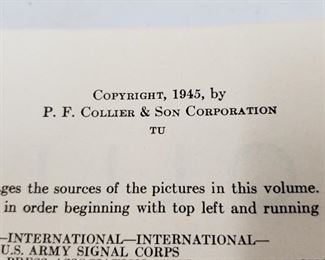 Copyright, 1945, by
P. F. Collier & Son Corporation
TU
ges the sources of the pictures in this volume.
in order beginning with top left and running
—INTERNATIONAL—INTERNATIONAL—
U.S. ARMY SIGNAL CORPS